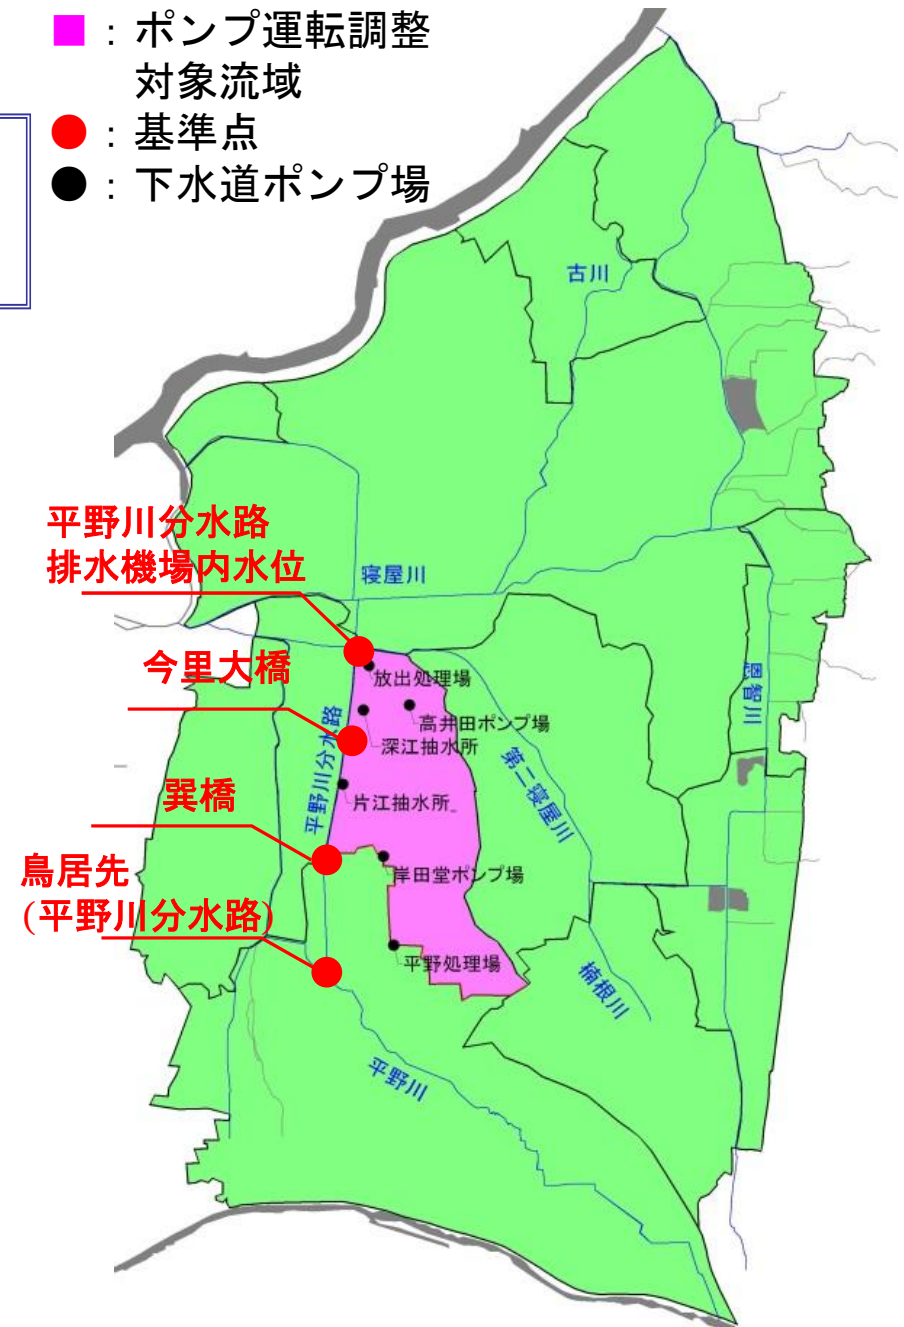 ■：ポンプ運転調整
対象流域
●：基準点
●：下水道ポンプ場
古川
平野川分水路
排水機場内水位
寝屋川
今里大橋
放出処理場
恩智川
高井田ポンプ場
深江抽水所
平野川分水路
第二寝屋川
巽橋
片江抽水所
鳥居先
(平野川分水路)
岸田堂ポンプ場
平野処理場
楠根川
平野川